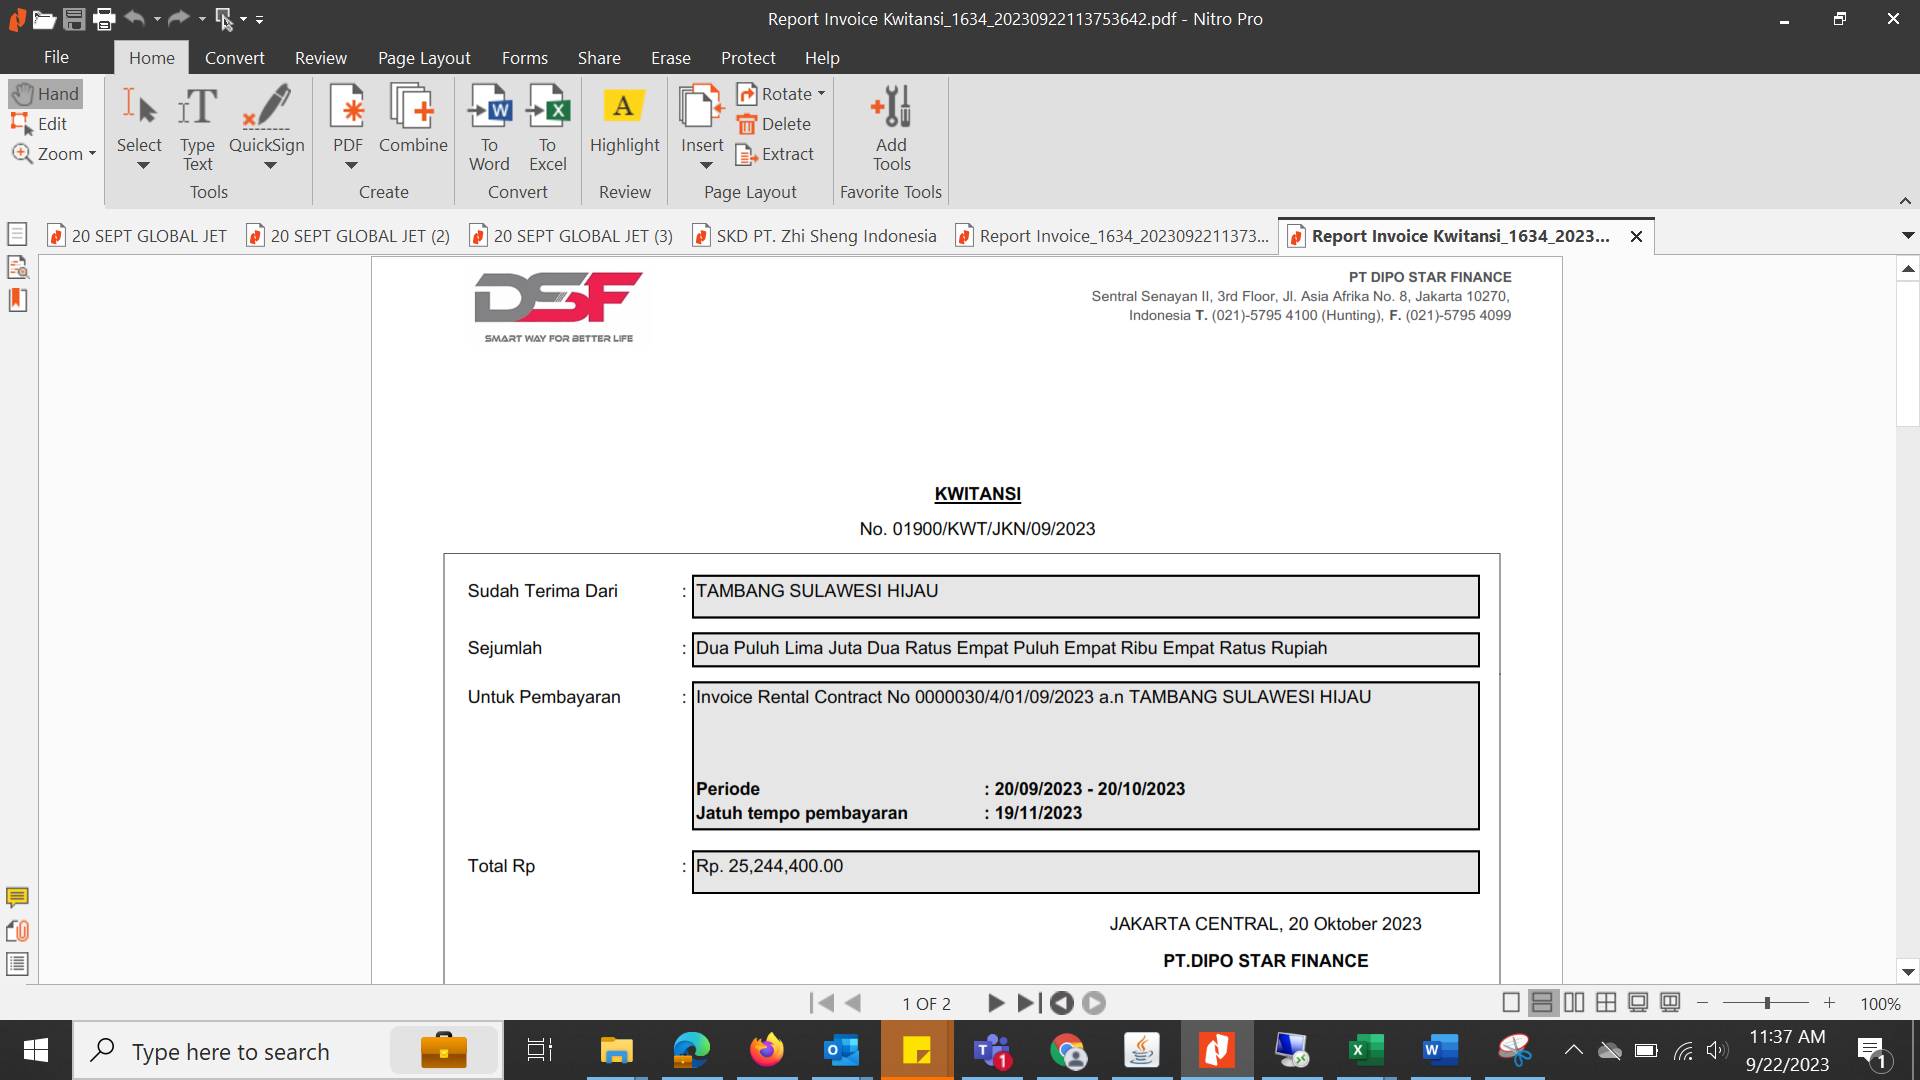 Report Invoice Kwitansi_1634_20230922113753642.pdf - Nitro Pro
File Home Convert Review Page Layout Forms Share Erase Protect Help
Hand
Edit
Zoom
Select
Type Text
QuickSign
Tools
PDF
Combine
Create
To Word
To Excel
Convert
Highlight
Review
Insert
Rotate
Delete
Extract
Page Layout
Add Tools
Favorite Tools
20 SEPT GLOBAL JET
20 SEPT GLOBAL JET (2)
20 SEPT GLOBAL JET (3)
SKD PT. Zhi Sheng Indonesia
Report Invoice_1634_2023092211373...
Report Invoice Kwitansi_1634_2023...
DSF
SMART WAY FOR BETTER LIFE
PT DIPO STAR FINANCE
Sentral Senayan II, 3rd Floor, Jl. Asia Afrika No. 8, Jakarta 10270,
Indonesia T. (021)-5795 4100 (Hunting), F. (021)-5795 4099
KWITANSI
No. 01900/KWT/JKN/09/2023
Sudah Terima Dari : TAMBANG SULAWESI HIJAU
Sejumlah : Dua Puluh Lima Juta Dua Ratus Empat Puluh Empat Ribu Empat Ratus Rupiah
Untuk Pembayaran : Invoice Rental Contract No 0000030/4/01/09/2023 a.n TAMBANG SULAWESI HIJAU
Periode : 20/09/2023 - 20/10/2023
Jatuh tempo pembayaran : 19/11/2023
Total Rp : Rp. 25,244,400.00
JAKARTA CENTRAL, 20 Oktober 2023
PT.DIPO STAR FINANCE
1 OF 2
100%
Type here to search
11:37 AM
9/22/2023